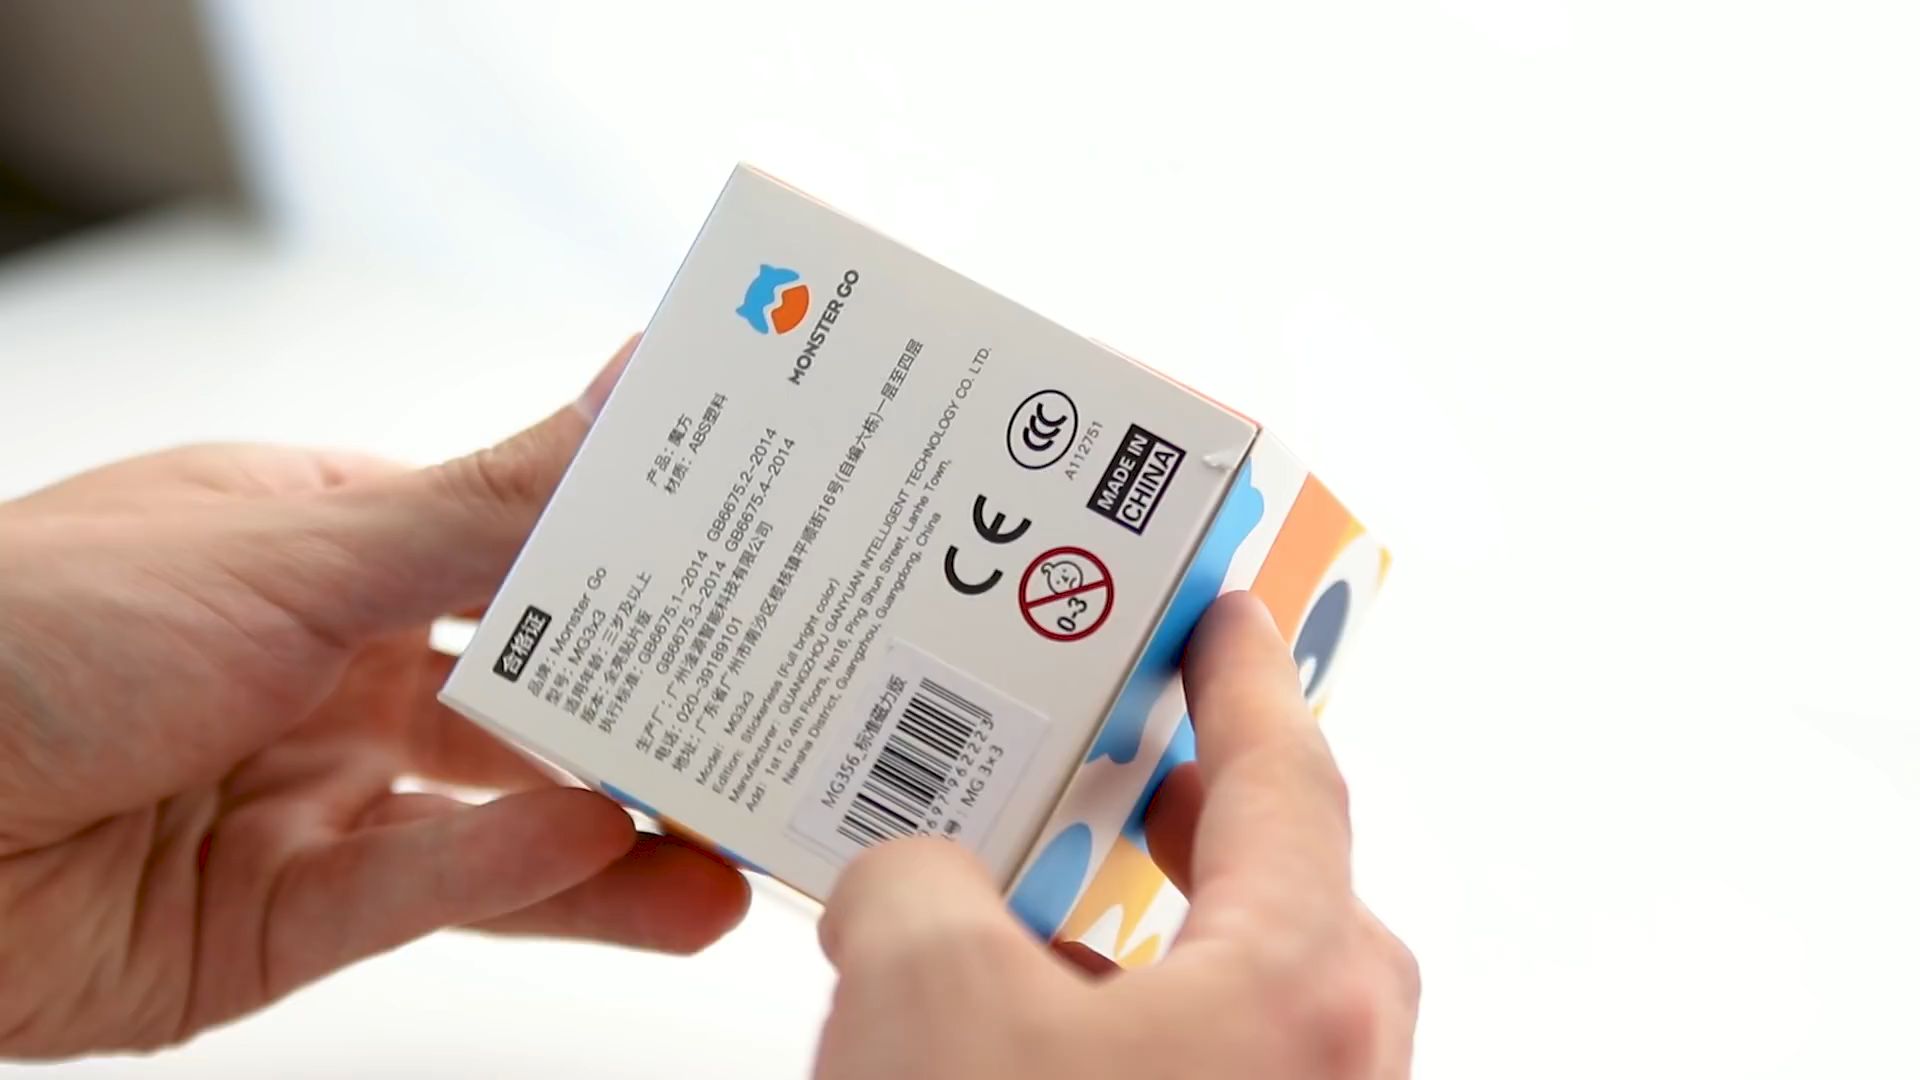 MONSTER GO
合格证
品牌：Monster Go
产品：魔方
型号：MG3x3
材质：ABS塑料
适用年龄：三岁及以上
版本：全亮贴片版
执行标准：GB6675.1-2014 GB6675.2-2014
GB6675.3-2014 GB6675.4-2014
生产厂：广州淦源智能科技有限公司
电话：020-39189101
地址：广东省广州市南沙区榄核镇平顺街16号(自编六栋)一层至四层
Model：MG3x3
Edition：Stickerless (Full bright color)
Manufacturer：GUANGZHOU GANYUAN INTELLIGENT TECHNOLOGY CO. LTD.
Add：1st To 4th Floors, No16, Ping Shun Street, Lanhe Town,
Nansha District, Guangzhou, Guangdong, China
CCC
A112751
MADE IN
CHINA
CE
0-3
MG356_标准磁力版
697 962223
号：MG 3x3